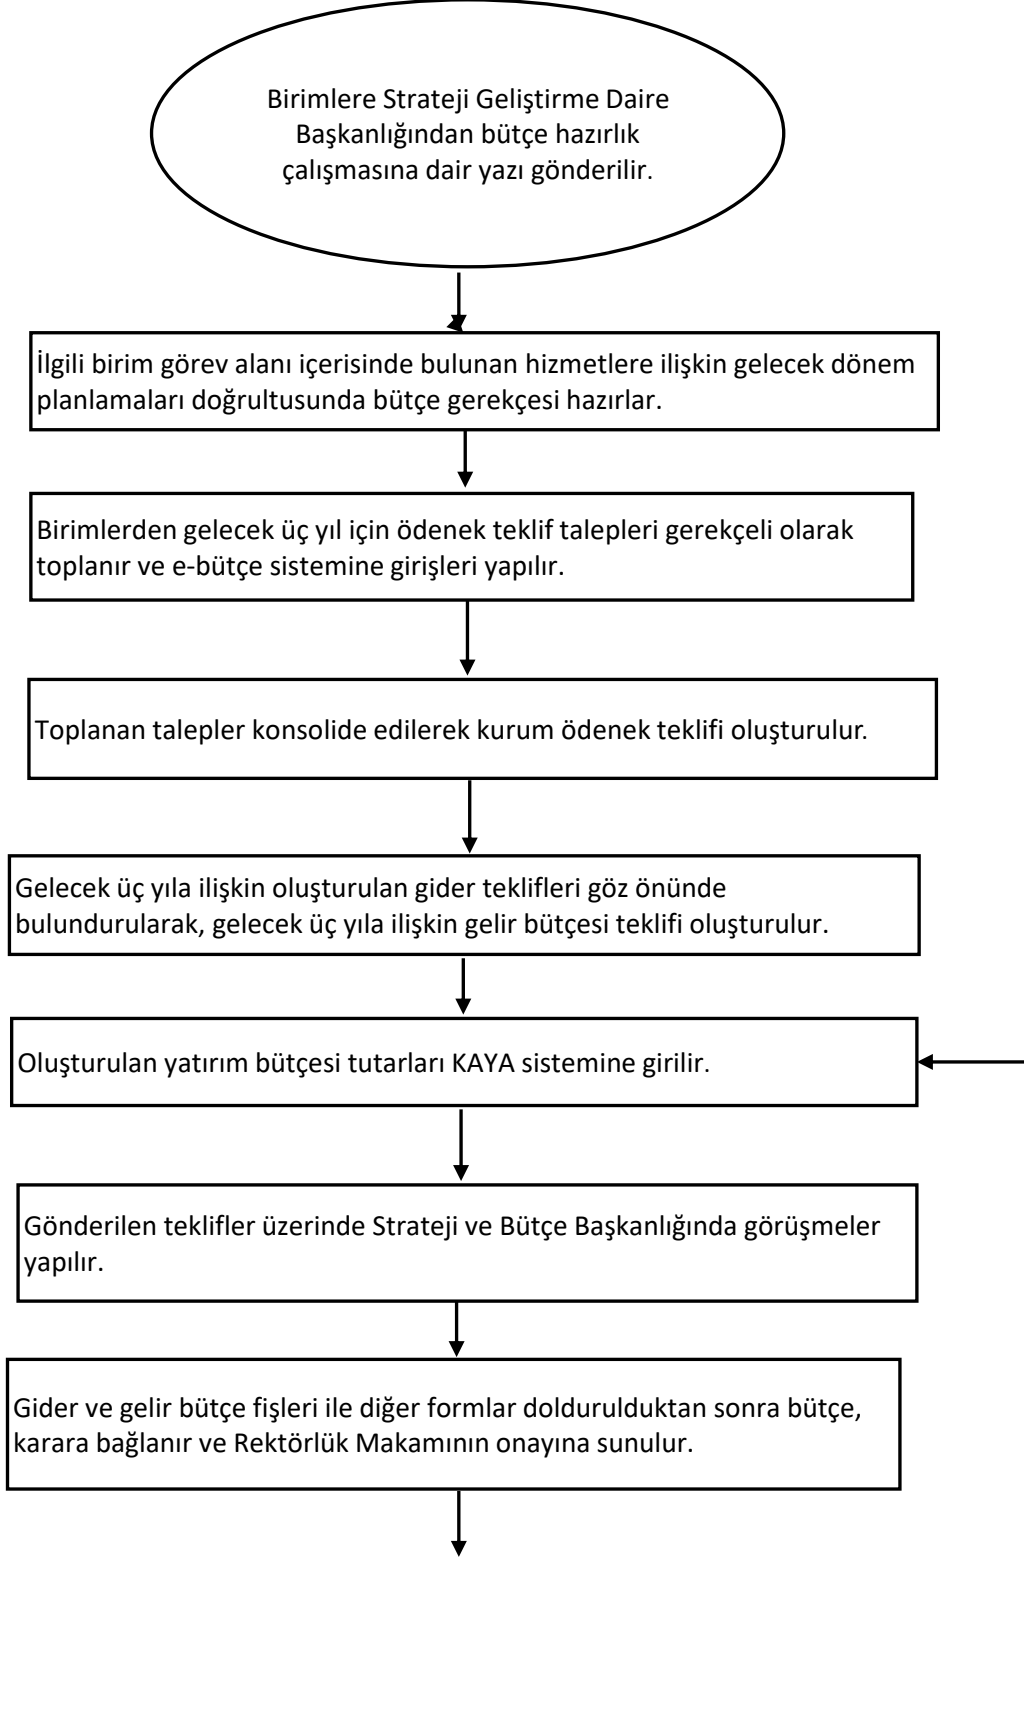 Birimlere Strateji Geliştirme Daire
Başkanlığından bütçe hazırlık
çalışmasına dair yazı gönderilir.
İlgili birim görev alanı içerisinde bulunan hizmetlere ilişkin gelecek dönem
planlamaları doğrultusunda bütçe gerekçesi hazırlar.
Birimlerden gelecek üç yıl için ödenek teklif talepleri gerekçeli olarak
toplanır ve e-bütçe sistemine girişleri yapılır.
Toplanan talepler konsolide edilerek kurum ödenek teklifi oluşturulur.
Gelecek üç yıla ilişkin oluşturulan gider teklifleri göz önünde
bulundurularak, gelecek üç yıla ilişkin gelir bütçesi teklifi oluşturulur.
Oluşturulan yatırım bütçesi tutarları KAYA sistemine girilir.
Gönderilen teklifler üzerinde Strateji ve Bütçe Başkanlığında görüşmeler
yapılır.
Gider ve gelir bütçe fişleri ile diğer formlar doldurulduktan sonra bütçe,
karara bağlanır ve Rektörlük Makamının onayına sunulur.